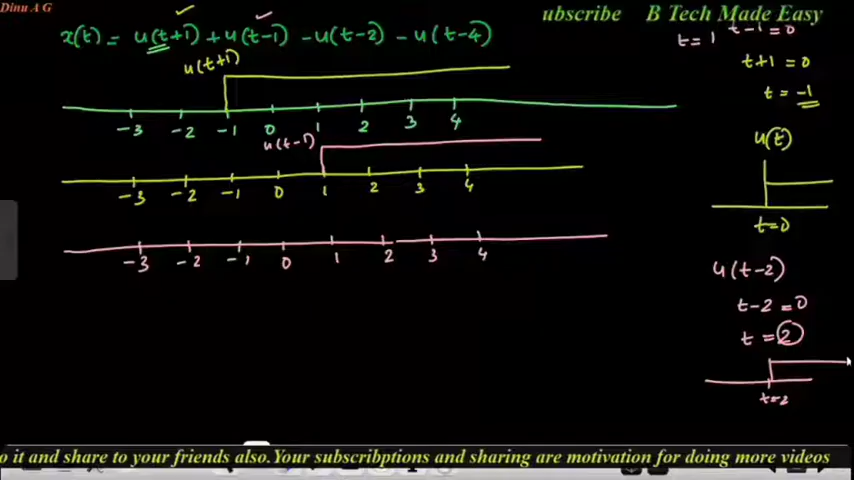 Dinu A G
ubscribe B Tech Made Easy
x(t) = u(t+1) + u(t-1) - u(t-2) - u(t-4)
t = 1 t-1 = 0
t+1 = 0
t = -1
u(t+1)
-3 -2 -1 0 1 2 3 4
u(t-1)
-3 -2 -1 0 1 2 3 4
-3 -2 -1 0 1 2 3 4
u(t)
t=0
u(t-2)
t-2 = 0
t = 2
t=2
o it and share to your friends also.Your subscribptions and sharing are motivation for doing more videos